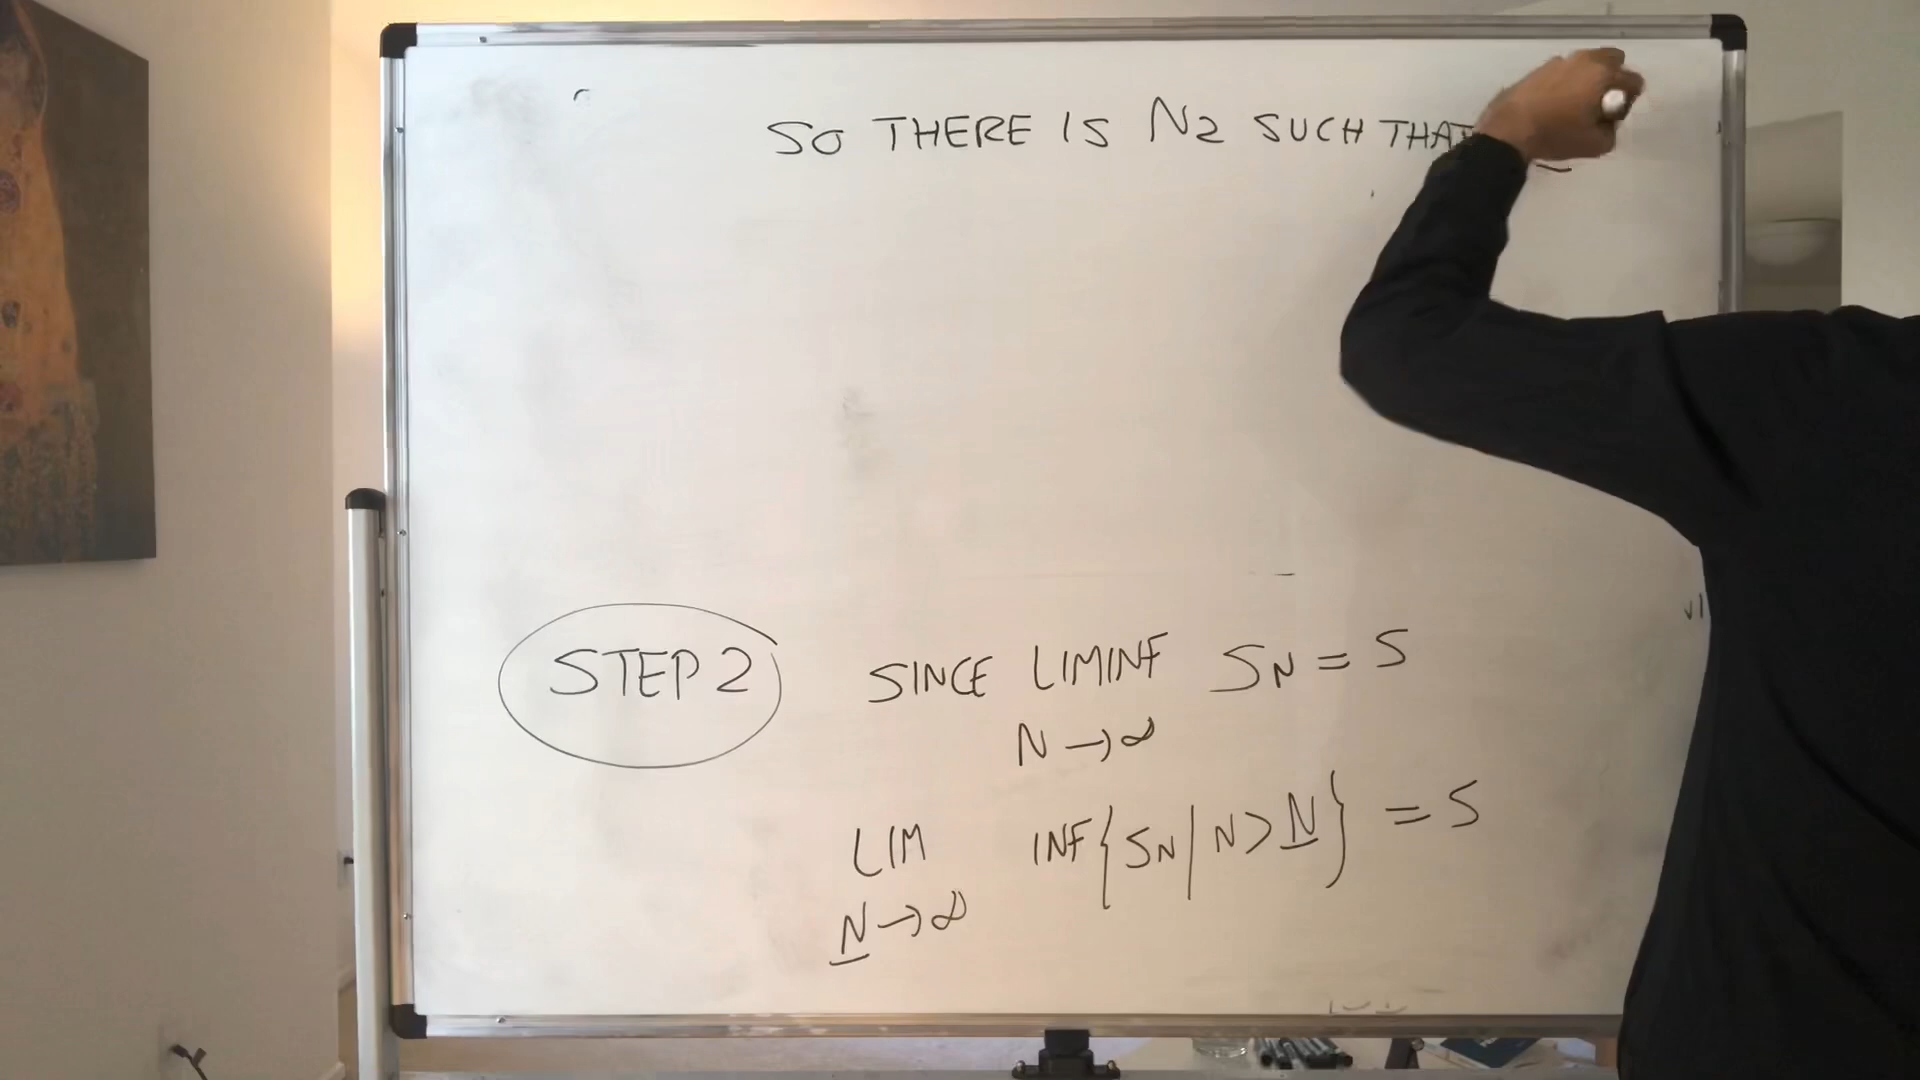 SO THERE IS N2 SUCH THAT
STEP 2 SINCE LIMINF SN = S
N → ∞
LIM INF{SN | N > N} = S
N → ∞